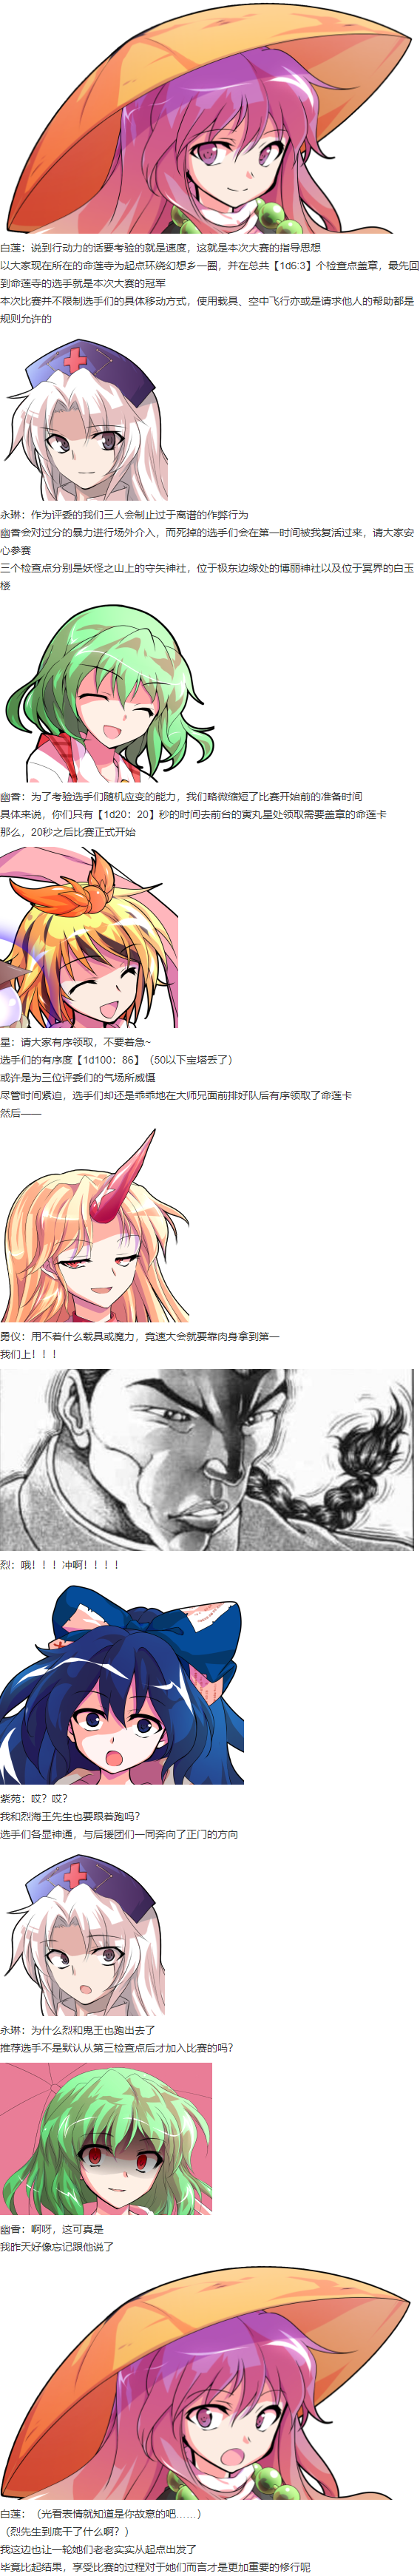 白莲：说到行动力的话要考验的就是速度，这就是本次大赛的指导思想
以大家现在所在的命莲寺为起点环绕幻想乡一圈，并在总共【1d6:3】个检查点盖章，最先回
到命莲寺的选手就是本次大赛的冠军
本次比赛并不限制选手们的具体移动方式，使用载具、空中飞行亦或是请求他人的帮助都是
规则允许的
永琳：作为评委的我们三人会制止过于离谱的作弊行为
幽香会对过分的暴力进行场外介入，而死掉的选手们会在第一时间被我复活过来，请大家安
心参赛
三个检查点分别是妖怪之山上的守矢神社，位于极东边缘处的博丽神社以及位于冥界的白玉
楼
幽香：为了考验选手们随机应变的能力，我们略微缩短了比赛开始前的准备时间
具体来说，你们只有【1d20：20】秒的时间去前台的寅丸星处领取需要盖章的命莲卡
那么，20秒之后比赛正式开始
星：请大家有序领取，不要着急~
选手们的有序度【1d100：86】（50以下宝塔丢了）
或许是为三位评委们的气场所威慑
尽管时间紧迫，选手们却还是乖乖地在大师兄面前排好队后有序领取了命莲卡
然后——
勇仪：用不着什么载具或魔力，竞速大会就要靠肉身拿到第一
我们上！！！
烈：哦！！！冲啊！！！！
紫苑：哎？哎？
我和烈海王先生也要跟着跑吗？
选手们各显神通，与后援团们一同奔向了正门的方向
永琳：为什么烈和鬼王也跑出去了
推荐选手不是默认从第三检查点后才加入比赛的吗？
幽香：啊呀，这可真是
我昨天好像忘记跟他说了
白莲：（光看表情就知道是你故意的吧……）
（烈先生到底干了什么啊？）
我这边也让一轮她们老老实实从起点出发了
毕竟比起结果，享受比赛的过程对于她们而言才是更加重要的修行呢